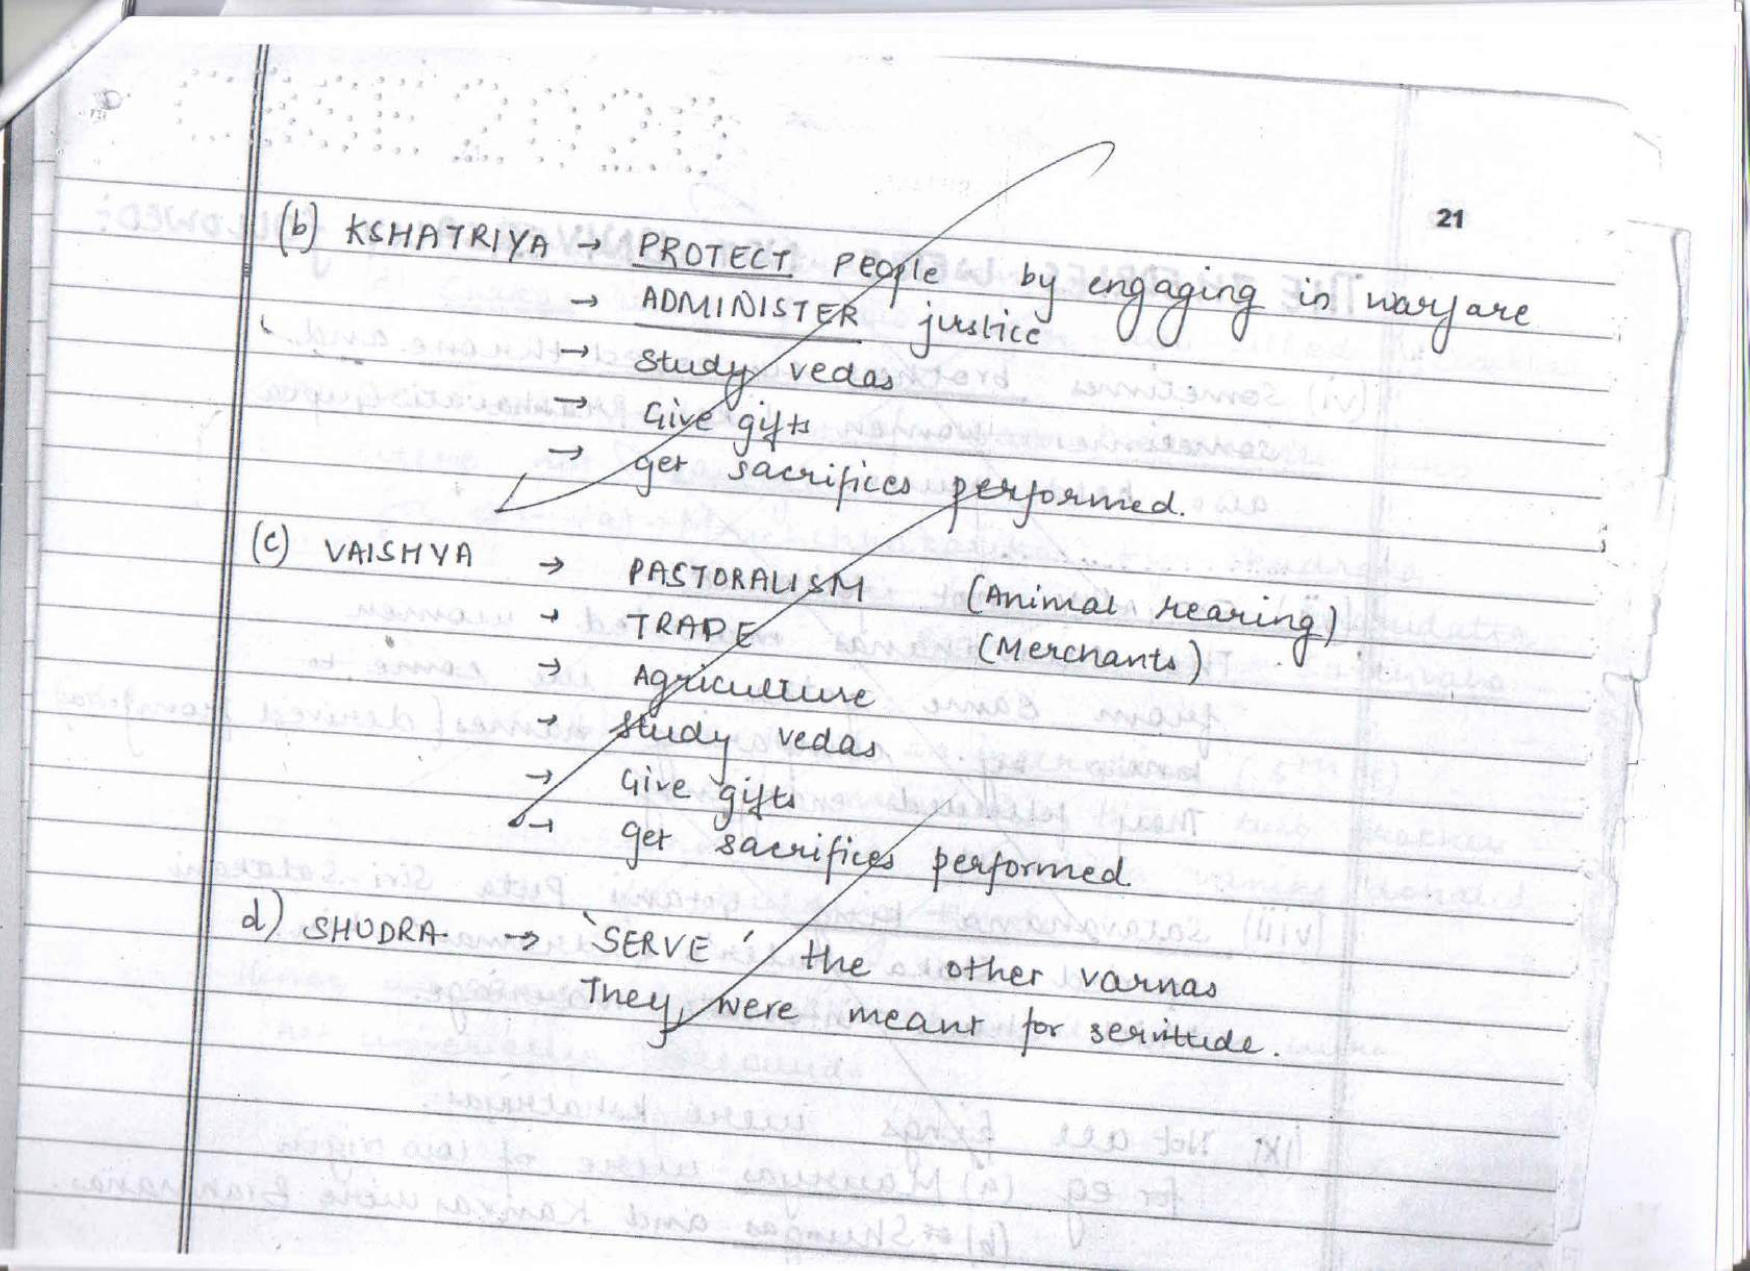 CBSE 2020
21
(b) KSHATRIYA → PROTECT people by engaging in warfare
→ ADMINISTER justice
→ Study vedas
→ Give gifts
→ get sacrifices performed.
(c) VAISHYA → PASTORALISM (Animal rearing)
→ TRADE (Merchants)
→ Agriculture
→ study vedas
→ Give gifts
→ get sacrifices performed.
d) SHUDRA → 'SERVE' the other varnas
They were meant for servitude.